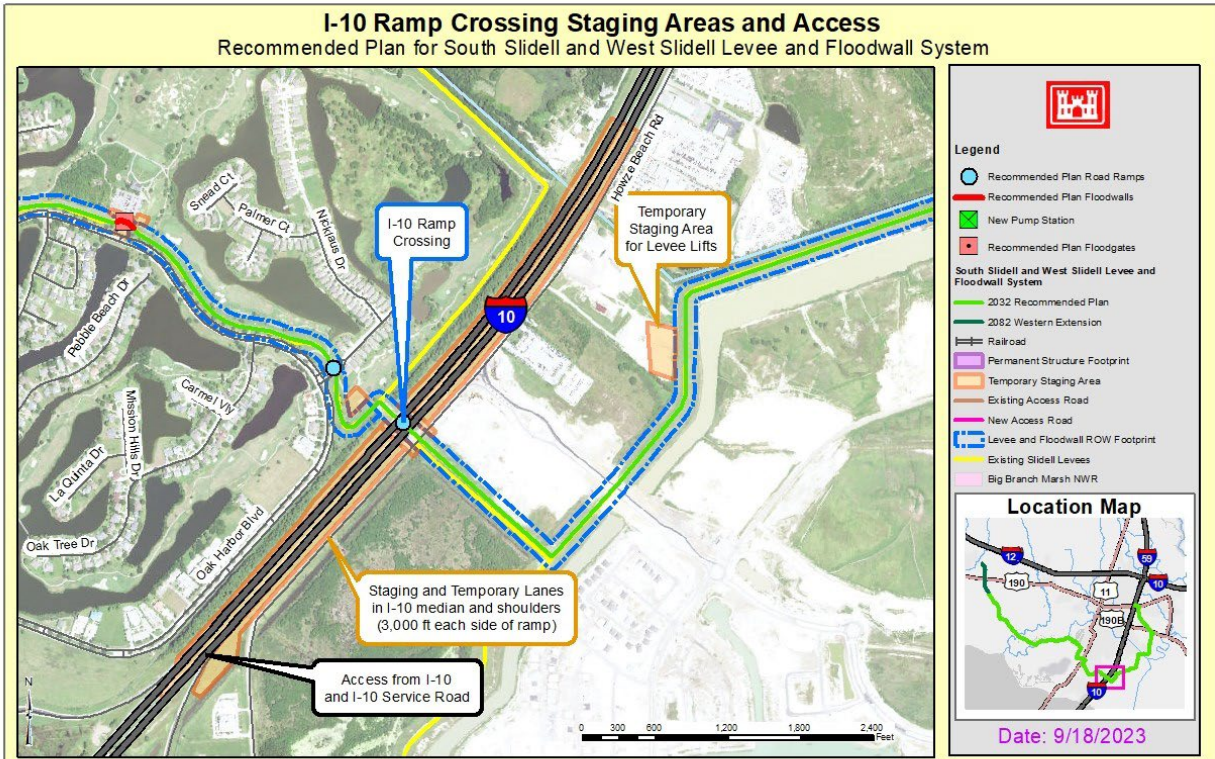 I-10 Ramp Crossing Staging Areas and Access
Recommended Plan for South Slidell and West Slidell Levee and Floodwall System
Howze Beach Rd
Snead Ct
Palmer Ct
Nicklaus Dr
I-10 Ramp
Crossing
Temporary
Staging Area
for Levee Lifts
10
Pebble Beach Dr
Carmel Vly
Mission Hills Dr
La Quinta Dr
Oak Tree Dr
Oak Harbor Blvd
Staging and Temporary Lanes
in I-10 median and shoulders
(3,000 ft each side of ramp)
Access from I-10
and I-10 Service Road
N
0 300 600 1,200 1,800 2,400
Feet
Legend
Recommended Plan Road Ramps
Recommended Plan Floodwalls
New Pump Station
Recommended Plan Floodgates
South Slidell and West Slidell Levee and
Floodwall System
2032 Recommended Plan
2082 Western Extension
Railroad
Permanent Structure Footprint
Temporary Staging Area
Existing Access Road
New Access Road
Levee and Floodwall ROW Footprint
Existing Slidell Levees
Big Branch Marsh NWR
Location Map
12
59
190
10
11
190B
10
Date: 9/18/2023